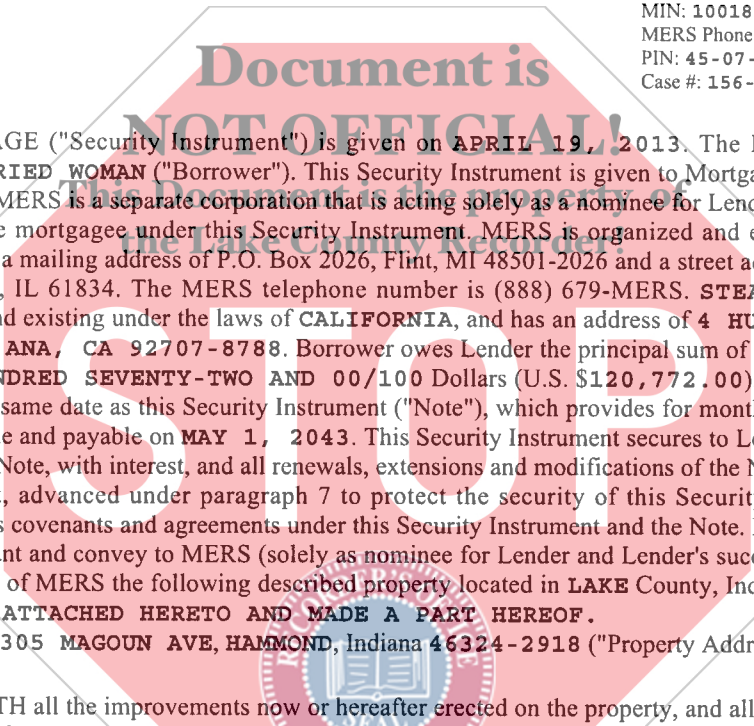 MIN: 10018
MERS Phone
PIN: 45-07-
Case #: 156-
Document is
NOT OFFICIAL!
This Document is the property of
the Lake County Recorder!
STOP
AGE ("Security Instrument") is given on APRIL 19, 2013. The
RIED WOMAN ("Borrower"). This Security Instrument is given to Mortga
MERS is a separate corporation that is acting solely as a nominee for Lend
e mortgagee under this Security Instrument. MERS is organized and e
a mailing address of P.O. Box 2026, Flint, MI 48501-2026 and a street a
, IL 61834. The MERS telephone number is (888) 679-MERS. STEA
nd existing under the laws of CALIFORNIA, and has an address of 4 HU
ANA, CA 92707-8788. Borrower owes Lender the principal sum of
NDRED SEVENTY-TWO AND 00/100 Dollars (U.S. $120,772.00)
same date as this Security Instrument ("Note"), which provides for mont
e and payable on MAY 1, 2043. This Security Instrument secures to L
Note, with interest, and all renewals, extensions and modifications of the N
, advanced under paragraph 7 to protect the security of this Securit
s covenants and agreements under this Security Instrument and the Note.
ant and convey to MERS (solely as nominee for Lender and Lender's succ
of MERS the following described property located in LAKE County, Ind
ATTACHED HERETO AND MADE A PART HEREOF.
305 MAGOUN AVE, HAMMOND, Indiana 46324-2918 ("Property Addr
TH all the improvements now or hereafter erected on the property, and al